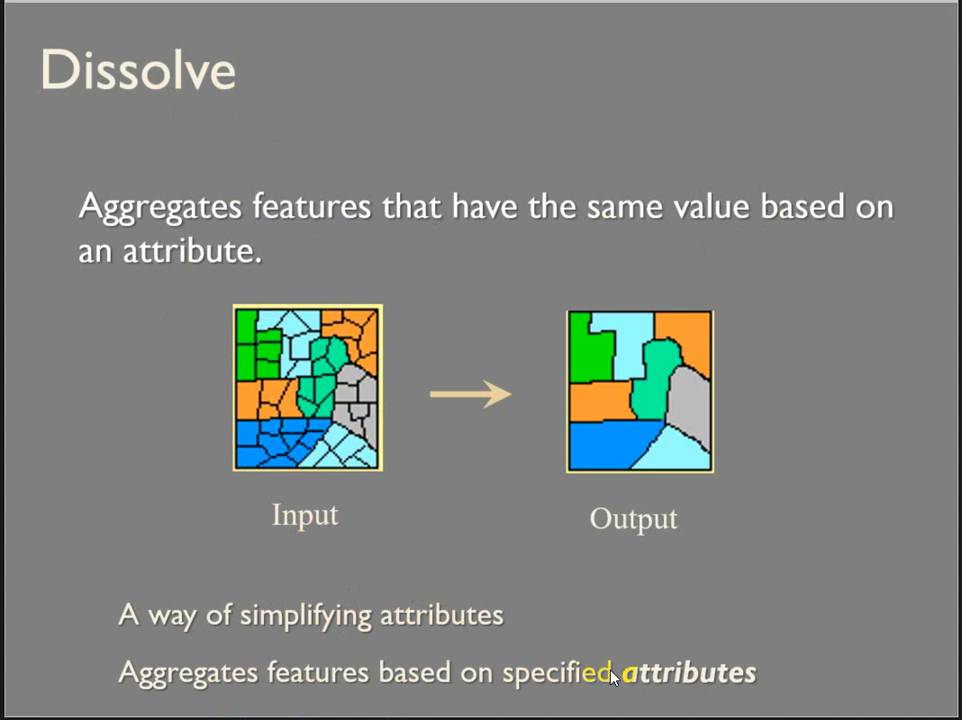 Dissolve
Aggregates features that have the same value based on
an attribute.
Input
Output
A way of simplifying attributes
Aggregates features based on specified attributes